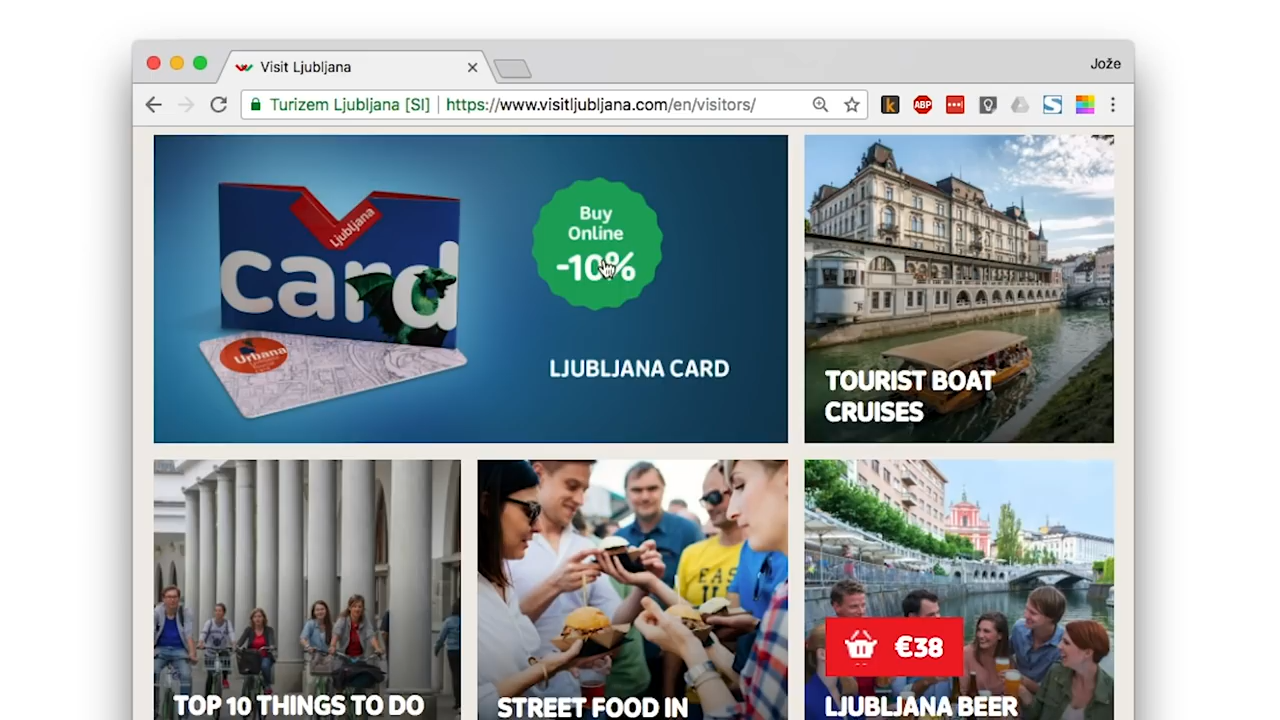 Visit Ljubljana
Jože
Turizem Ljubljana [SI] https://www.visitljubljana.com/en/visitors/
k
ABP
S
Ljubljana
card
Urbana
Buy
Online
-10%
LJUBLJANA CARD
TOURIST BOAT
CRUISES
TOP 10 THINGS TO DO
STREET FOOD IN
EAS
€38
LJUBLJANA BEER